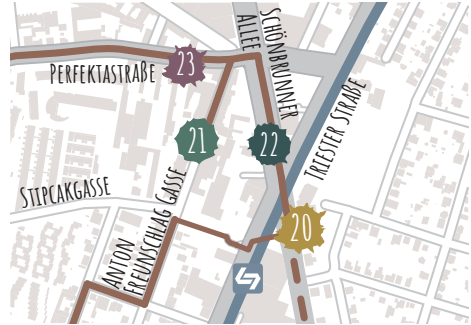 SCHÖNBRUNNER
ALLEE
23
PERFEKTASTRAẞE
21
22
TRIESTER STRAẞE
STIPCAKGASSE
ANTON
FREUNSCHLAG GASSE
20